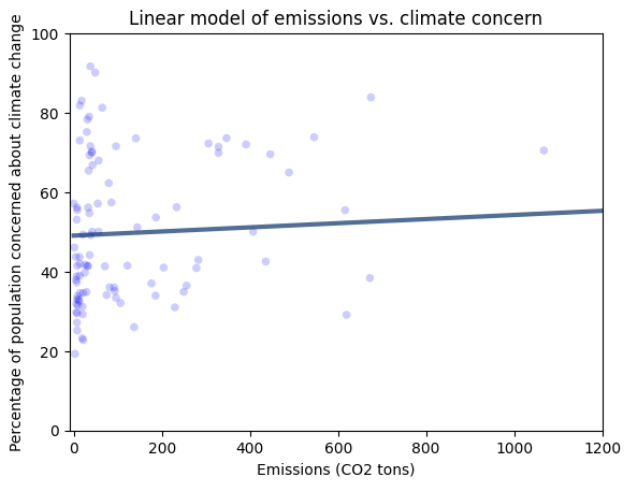 Linear model of emissions vs. climate concern
Percentage of population concerned about climate change
100
80
60
40
20
0
0 200 400 600 800 1000 1200
Emissions (CO2 tons)